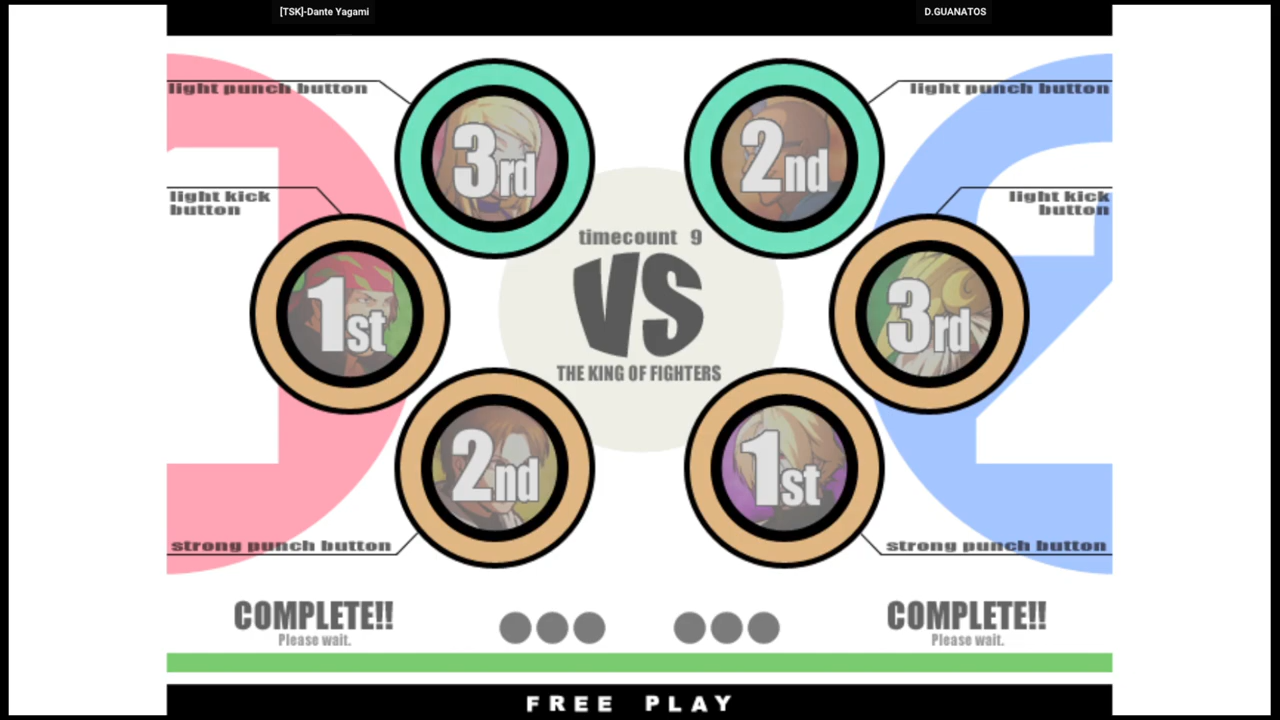 [TSK]-Dante Yagami
D.GUANATOS
light punch button
light punch button
3rd
2nd
light kick
button
light kick
button
timecount 9
VS
THE KING OF FIGHTERS
1st
3rd
2nd
1st
strong punch button
strong punch button
COMPLETE!!
Please wait.
COMPLETE!!
Please wait.
FREE PLAY